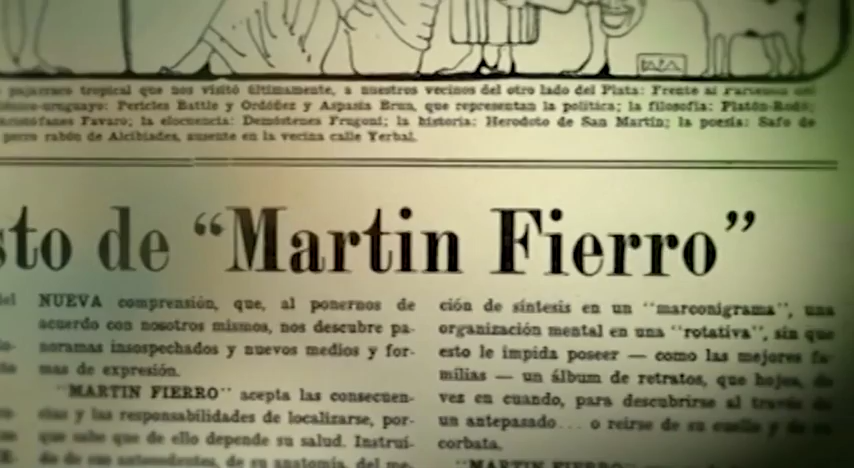 tropical que nos visitó últimamente, a nuestros vecinos del otro lado del Plata: Frente al
uruguayo: Pericles Batlle y Ordóñez y Aspasia Brun, que representan la política; la filosofía: Platón-Rodó;
fanes Favaro; la elocuencia: Demóstenes Frugoni; la historia: Herodoto de San Martín; la poesía: Safo de
perro rabón de Alcibiades, ausente en la vecina calle Yerbal.
sto de “Martin Fierro”
NUEVA comprensión, que, al ponernos de
acuerdo con nosotros mismos, nos descubre pa-
noramas insospechados y nuevos medios y for-
mas de expresión.
“MARTIN FIERRO” acepta las consecuen-
cias y las responsabilidades de localizarse, por-
que sabe que de ello depende su salud. Instruí-
do de sus antecedentes, de su anatomía, del me-
ción de síntesis en un “marconigrama”, una
organización mental en una “rotativa”, sin que
esto le impida poseer — como las mejores fa-
milias — un álbum de retratos, que hojea, de
vez en cuando, para descubrirse al través de
un antepasado... o reirse de su cuello y de su
corbata.
“MARTIN FIERRO”